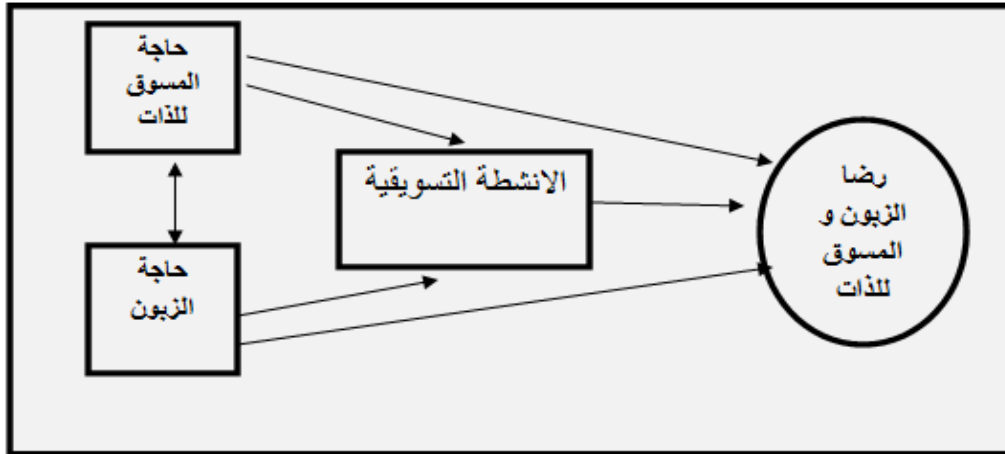 حاجة
المسوق
للذات
الانشطة التسويقية
رضا
الزبون و
المسوق
للذات
حاجة
الزبون